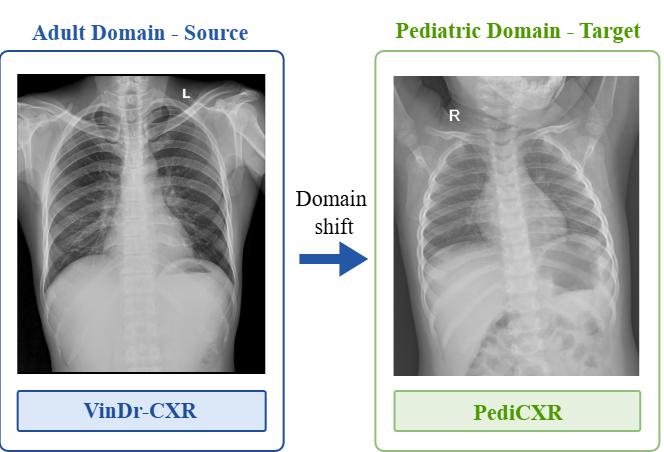 Adult Domain - Source
Pediatric Domain - Target
L
R
Domain
shift
VinDr-CXR
PediCXR